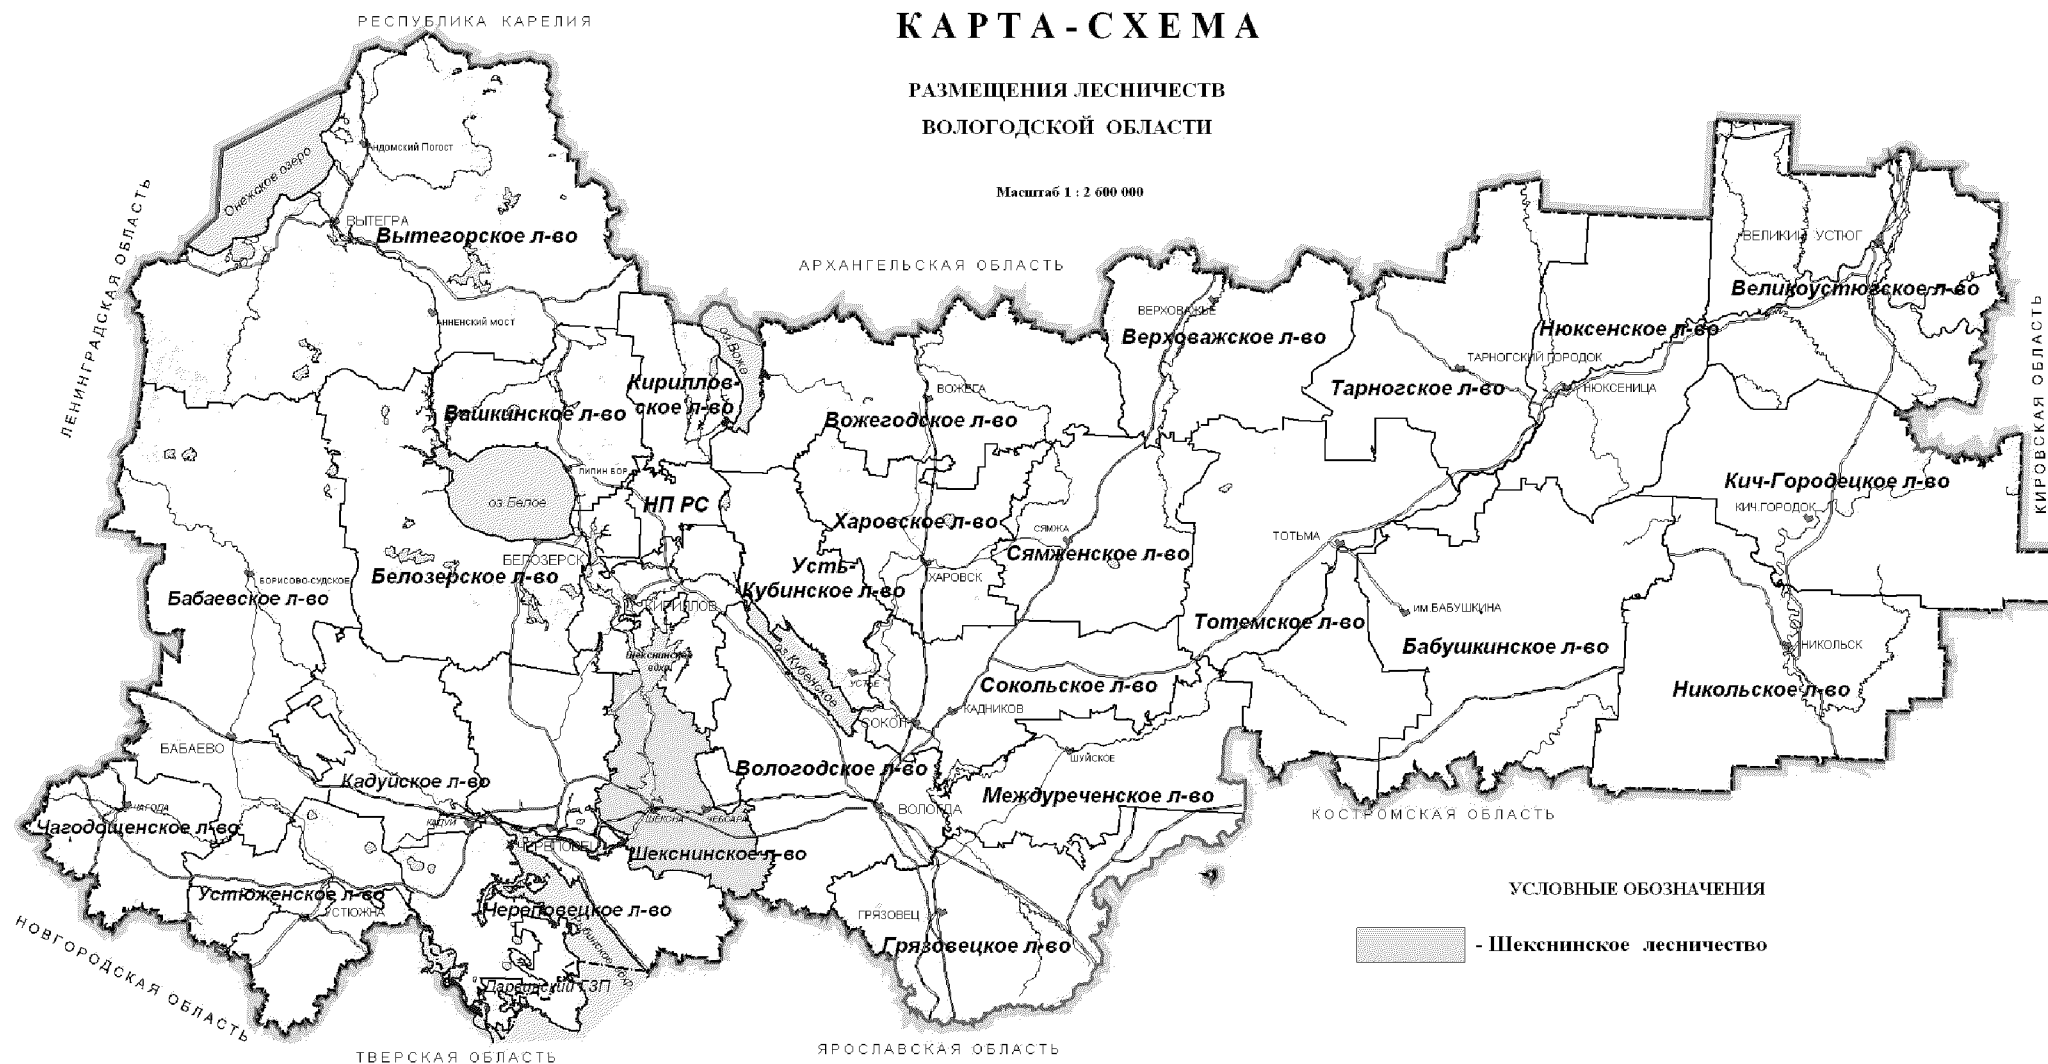 РЕСПУБЛИКА КАРЕЛИЯ
КАРТА-СХЕМА
РАЗМЕЩЕНИЯ ЛЕСНИЧЕСТВ
ВОЛОГОДСКОЙ ОБЛАСТИ
Масштаб 1 : 2 600 000
Андомский Погост
Онежское озеро
ЛЕНИНГРАДСКАЯ ОБЛАСТЬ
ВЫТЕГРА
Вытегорское л-во
АРХАНГЕЛЬСКАЯ ОБЛАСТЬ
ВЕЛИКИЙ УСТЮГ
Великоустюгское л-во
КИРОВСКАЯ ОБЛАСТЬ
АННЕНСКИЙ МОСТ
оз.Воже
ВЕРХОВАЖЬЕ
Верховажское л-во
Нюксенское л-во
ТАРНОГСКИЙ ГОРОДОК
Тарногское л-во
НЮКСЕНИЦА
Кириллов-
ское л-во
Вашкинское л-во
ВОЖЕГА
Вожегодское л-во
ЛИПИН БОР
оз.Белое
НП РС
Харовское л-во
СЯМЖА
Сямженское л-во
ТОТЬМА
Кич-Городецкое л-во
КИЧ.ГОРОДОК
БЕЛОЗЕРСК
Белозерское л-во
БОРИСОВО-СУДСКОЕ
Бабаевское л-во
Усть-
Кубинское л-во
ХАРОВСК
КИРИЛЛОВ
им БАБУШКИНА
Тотемское л-во
Бабушкинское л-во
НИКОЛЬСК
Никольское л-во
Шекснинское
вдхр.
оз.Кубенское
УСТЬЕ
Сокольское л-во
СОКОЛ
КАДНИКОВ
БАБАЕВО
Кадуйское л-во
Вологодское л-во
ШУЙСКОЕ
Междуреченское л-во
ВОЛОГДА
КОСТРОМСКАЯ ОБЛАСТЬ
ЧАГОДА
Чагодощенское л-во
КАДУЙ
ШЕКСНА
ЧЕБСАРА
ЧЕРЕПОВЕЦ
Шекснинское л-во
Устюженское л-во
УСТЮЖНА
Череповецкое л-во
ГРЯЗОВЕЦ
Грязовецкое л-во
УСЛОВНЫЕ ОБОЗНАЧЕНИЯ
- Шекснинское лесничество
НОВГОРОДСКАЯ ОБЛАСТЬ
Дарвинский ГЗП
ТВЕРСКАЯ ОБЛАСТЬ
ЯРОСЛАВСКАЯ ОБЛАСТЬ